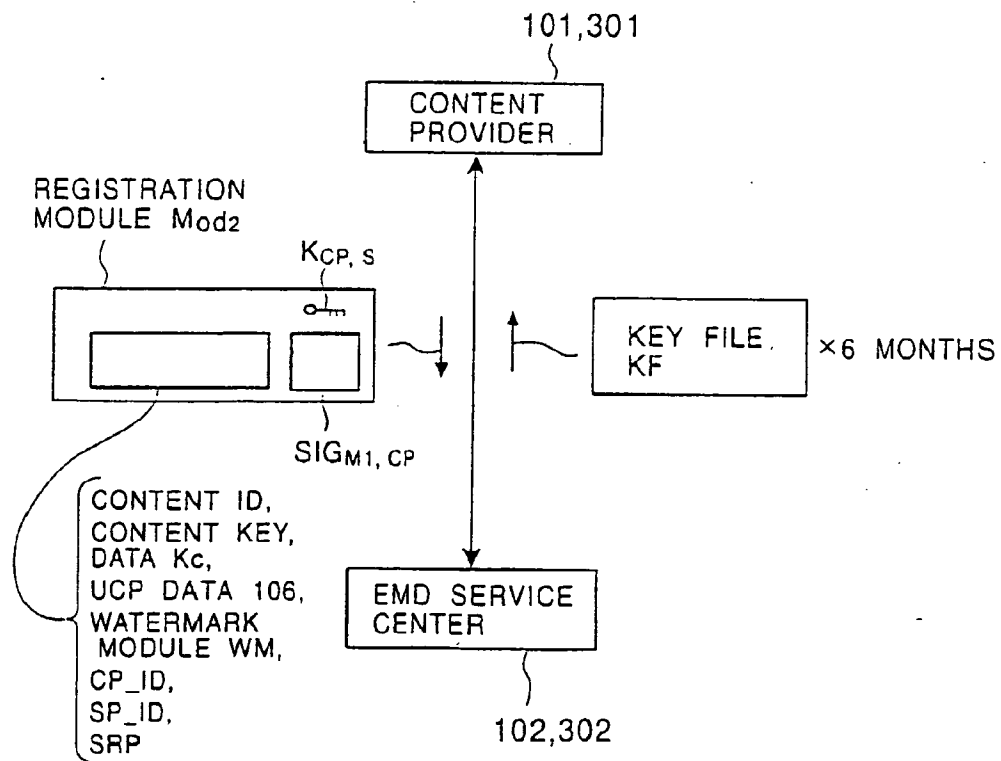 101,301
CONTENT
PROVIDER
REGISTRATION
MODULE Mod2
KCP, S
SIGM1, CP
KEY FILE,
KF
×6 MONTHS
CONTENT ID,
CONTENT KEY,
DATA Kc,
UCP DATA 106,
WATERMARK
MODULE WM,
CP_ID,
SP_ID,
SRP
EMD SERVICE
CENTER
102,302